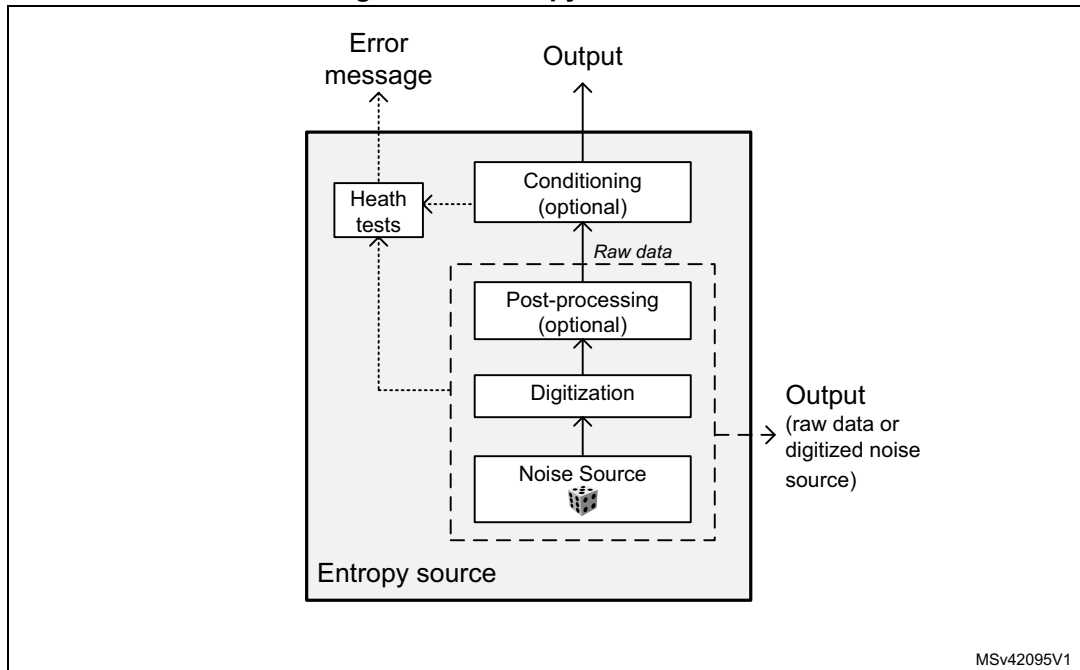 Error
message
Output
Conditioning
(optional)
Heath
tests
Raw data
Post-processing
(optional)
Digitization
Output
(raw data or
digitized noise
source)
Noise Source
Entropy source
MSv42095V1